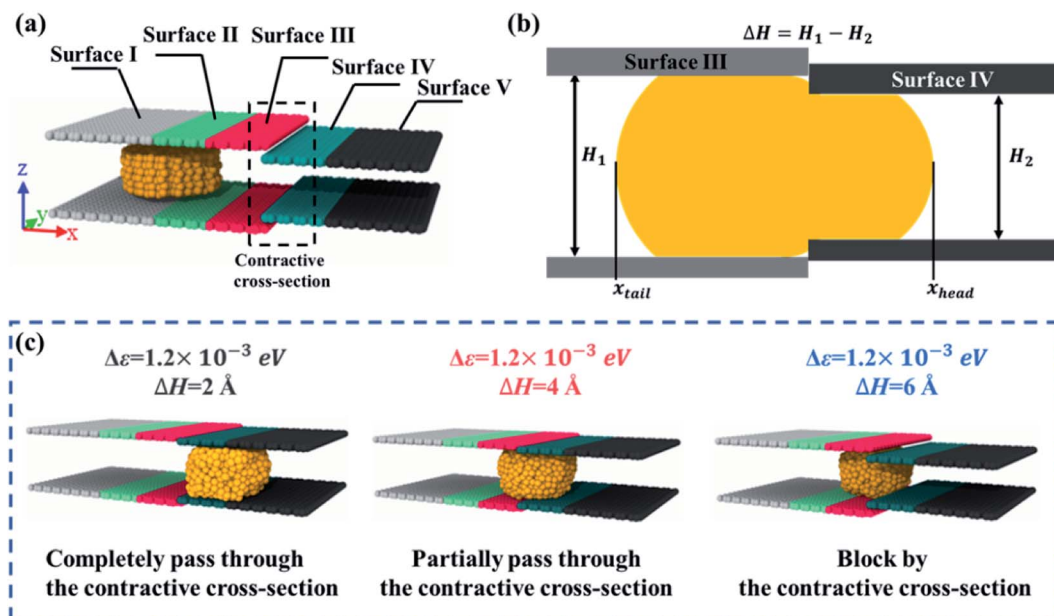 (a)
Surface I
Surface II
Surface III
Surface IV
Surface V
z
y
x
Contractive
cross-section
(b)
ΔH = H₁ − H₂
Surface III
Surface IV
H₁
H₂
x_tail
x_head
(c)
Δε=1.2× 10⁻³ eV
ΔH=2 Å
Completely pass through
the contractive cross-section
Δε=1.2× 10⁻³ eV
ΔH=4 Å
Partially pass through
the contractive cross-section
Δε=1.2× 10⁻³ eV
ΔH=6 Å
Block by
the contractive cross-section